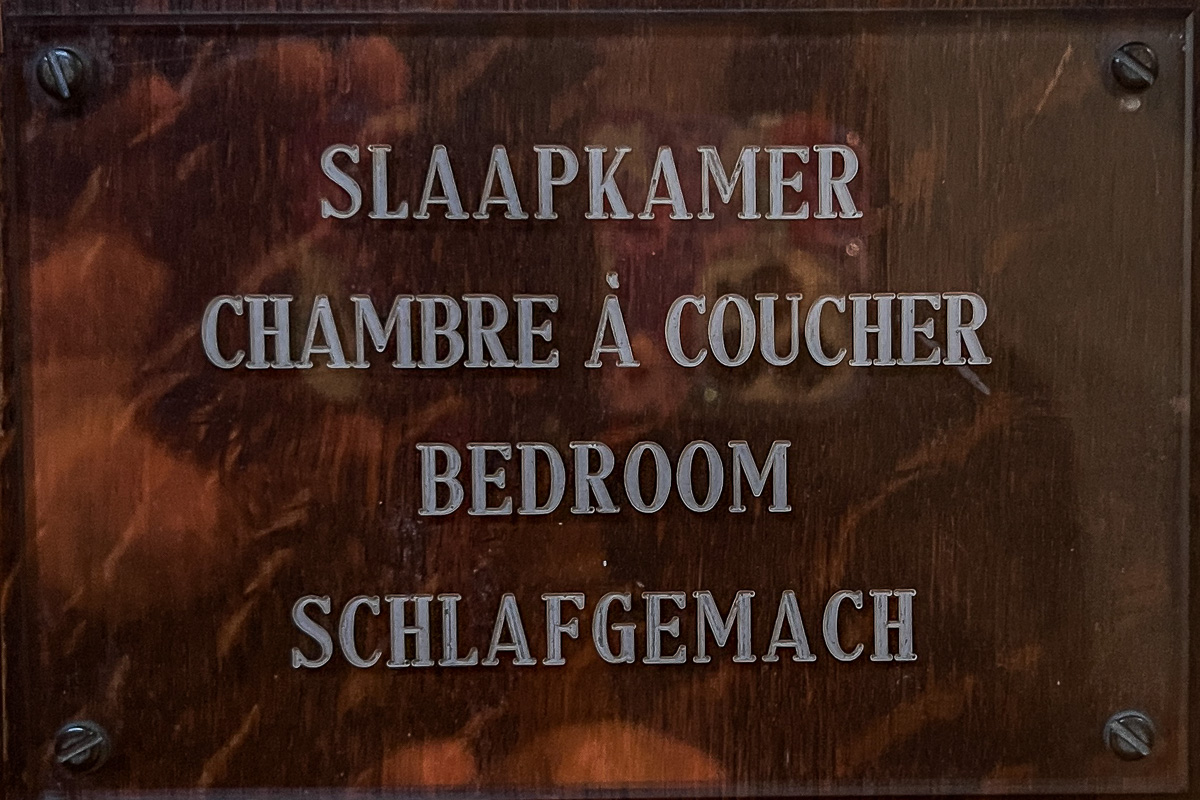 SLAAPKAMER
CHAMBRE À COUCHER
BEDROOM
SCHLAFGEMACH